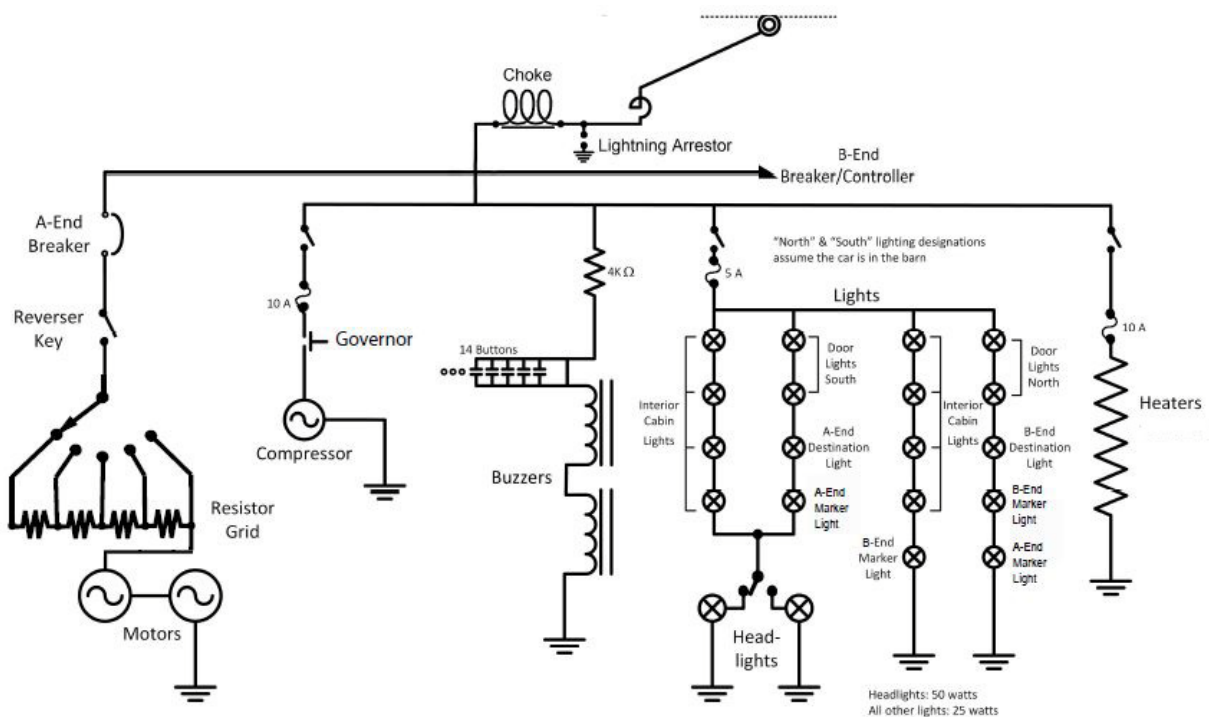 Choke
Lightning Arrestor
B-End
Breaker/Controller
A-End
Breaker
"North" & "South" lighting designations
assume the car is in the barn
4K Ω
5 A
10 A
Lights
10 A
Reverser
Key
Governor
14 Buttons
Door
Lights
South
Door
Lights
North
Interior
Cabin
Lights
Interior
Cabin
Lights
Heaters
A-End
Destination
Light
B-End
Destination
Light
Compressor
Buzzers
Resistor
Grid
A-End
Marker
Light
B-End
Marker
Light
B-End
Marker
Light
A-End
Marker
Light
Motors
Head-
lights
Headlights: 50 watts
All other lights: 25 watts